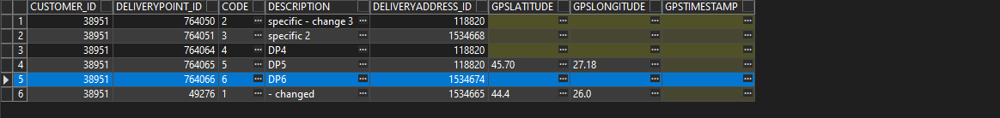 CUSTOMER_ID DELIVERYPOINT_ID CODE DESCRIPTION DELIVERYADDRESS_ID GPSLATITUDE GPSLONGITUDE GPSTIMESTAMP
1 38951 764050 2 ... specific - change 3 ... 118820 ... ... ...
2 38951 764051 3 ... specific 2 ... 1534668 ... ... ...
3 38951 764064 4 ... DP4 ... 118820 ... ... ...
4 38951 764065 5 ... DP5 ... 118820 45.70 ... 27.18 ... ...
5 38951 764066 6 ... DP6 ... 1534674 ... ... ...
6 38951 49276 1 ... - changed ... 1534665 44.4 ... 26.0 ... ...